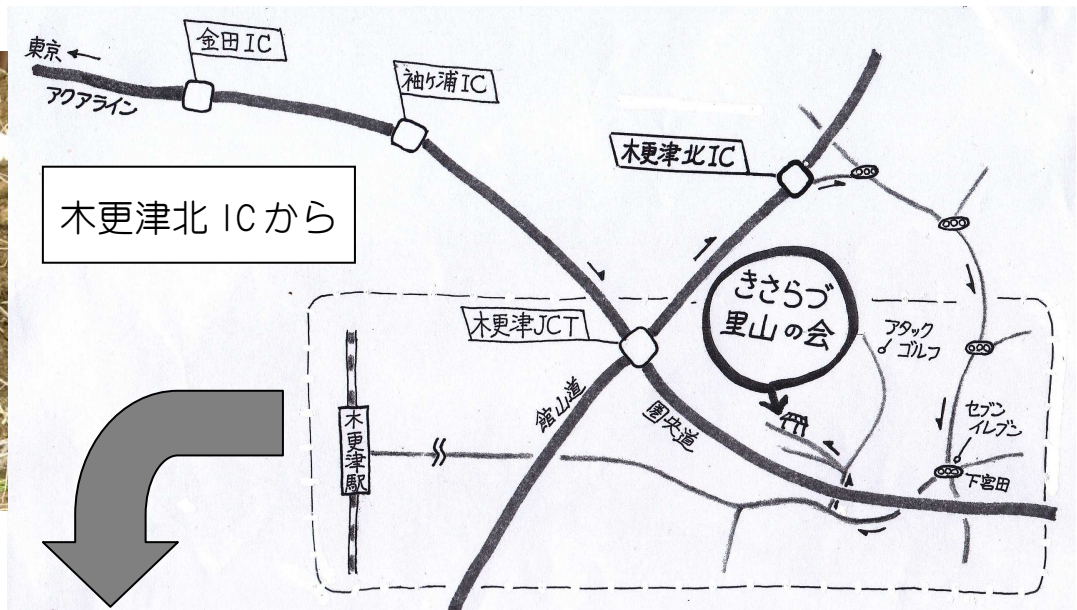 東京←
アクアライン
金田IC
袖ヶ浦IC
木更津北IC
木更津北ICから
木更津JCT
きさらづ
里山の会
アタック
ゴルフ
館山道
圏央道
木更津駅
セブン
イレブン
下宮田